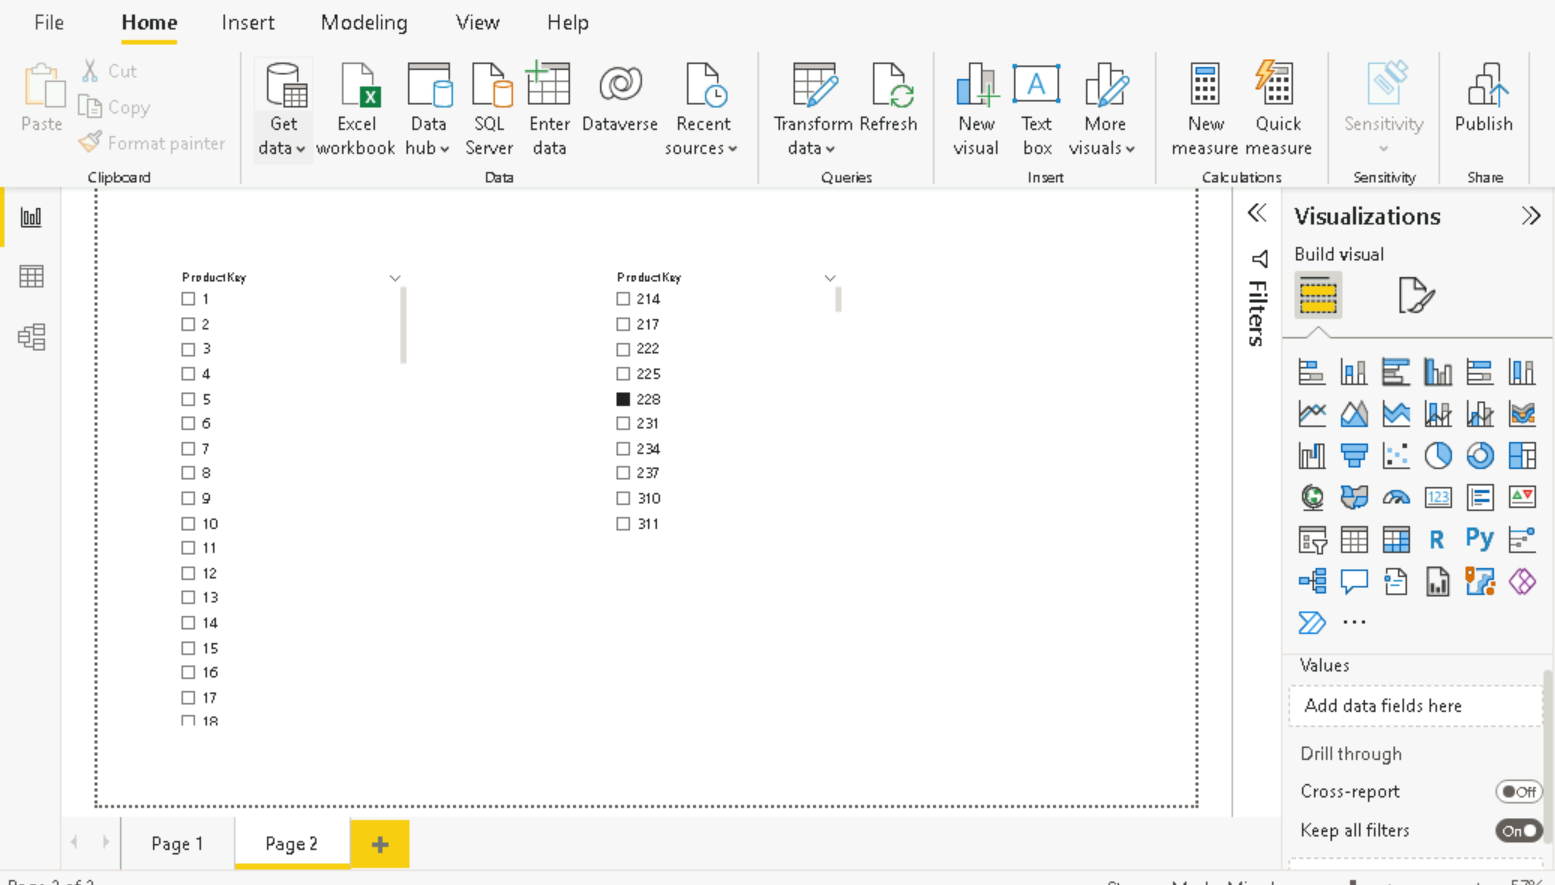 File Home Insert Modeling View Help
Paste
Cut
Copy
Format painter
Clipboard
Get data
Excel workbook
Data hub
SQL Server
Enter data
Dataverse
Recent sources
Data
Transform data
Refresh
Queries
New visual
Text box
More visuals
Insert
New measure
Quick measure
Calculations
Sensitivity
Sensitivity
Publish
Share
ProductKey
1
2
3
4
5
6
7
8
9
10
11
12
13
14
15
16
17
18
ProductKey
214
217
222
225
228
231
234
237
310
311
Filters
Visualizations
Build visual
123
R
Py
Values
Add data fields here
Drill through
Cross-report
Off
Keep all filters
On
Page 1
Page 2
57%